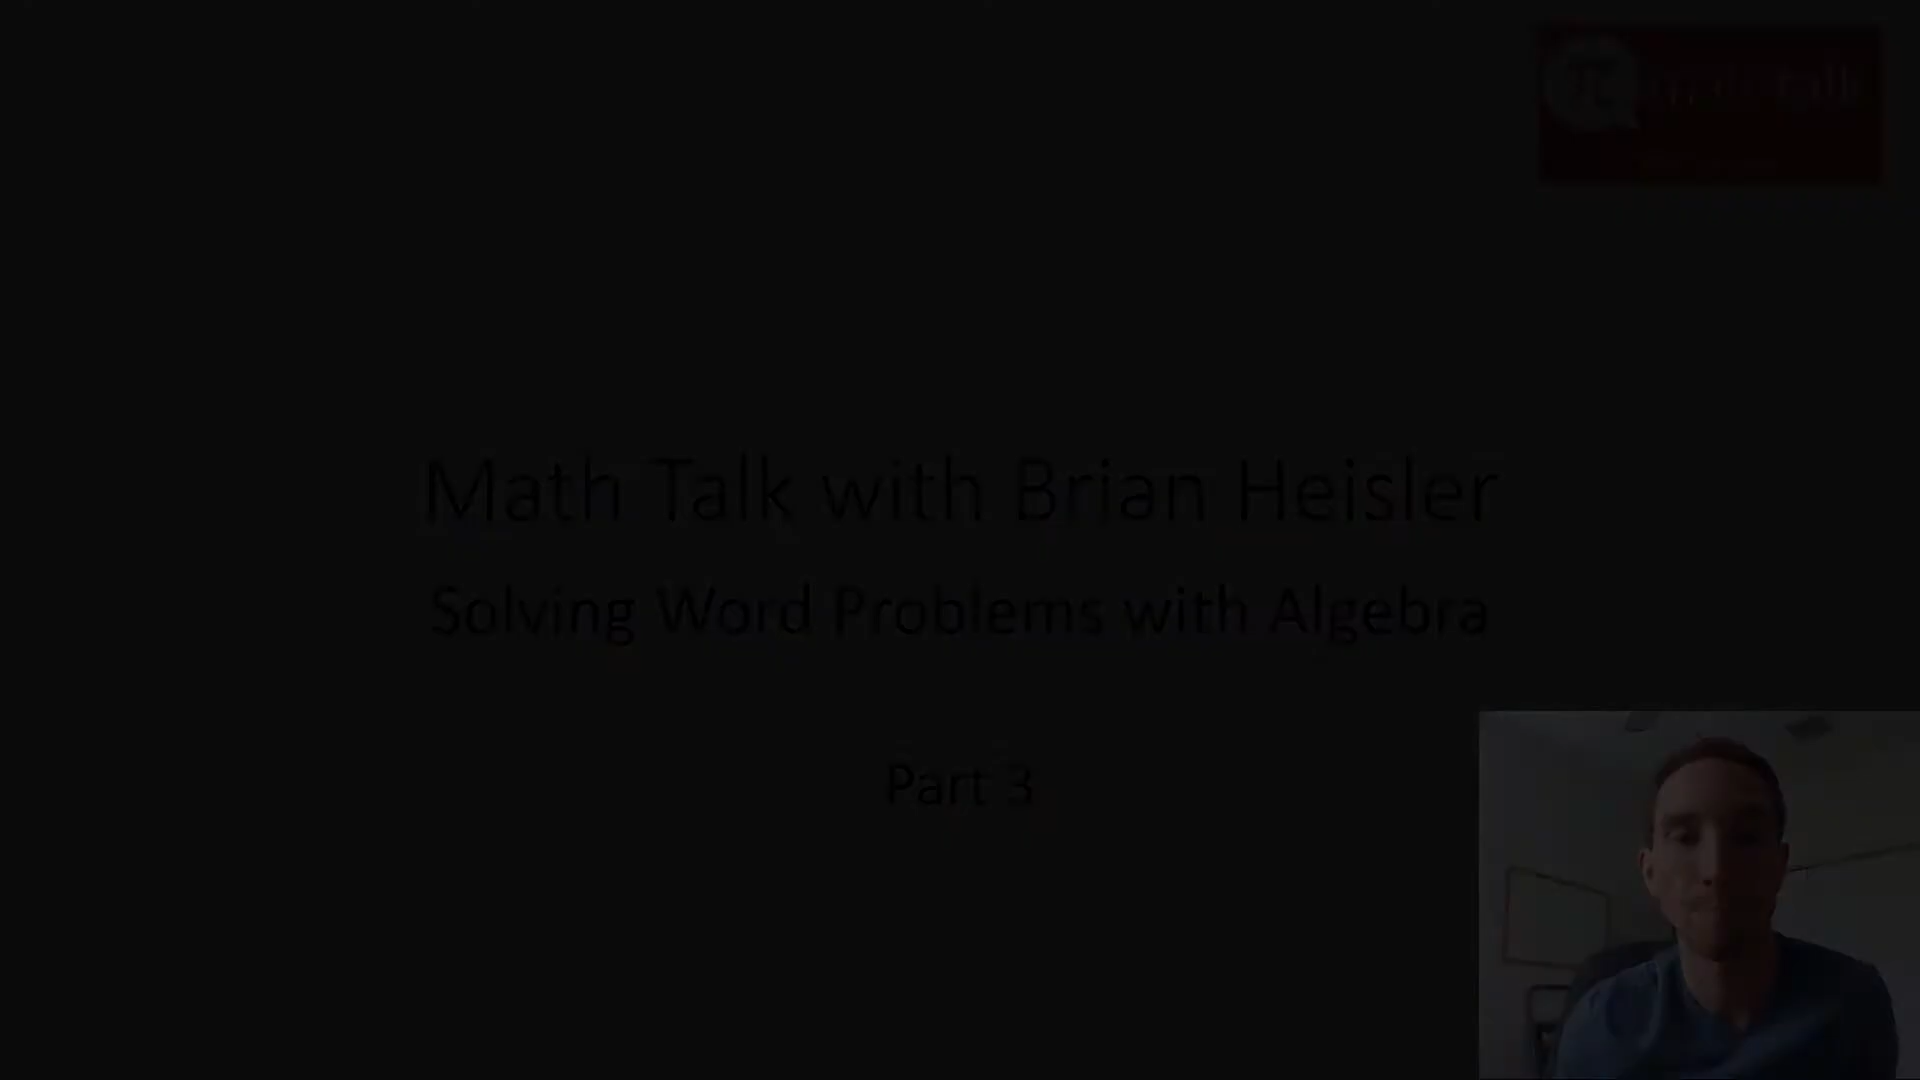 Math Talk with Brian Heisler
Solving Word Problems with Algebra
Part 3